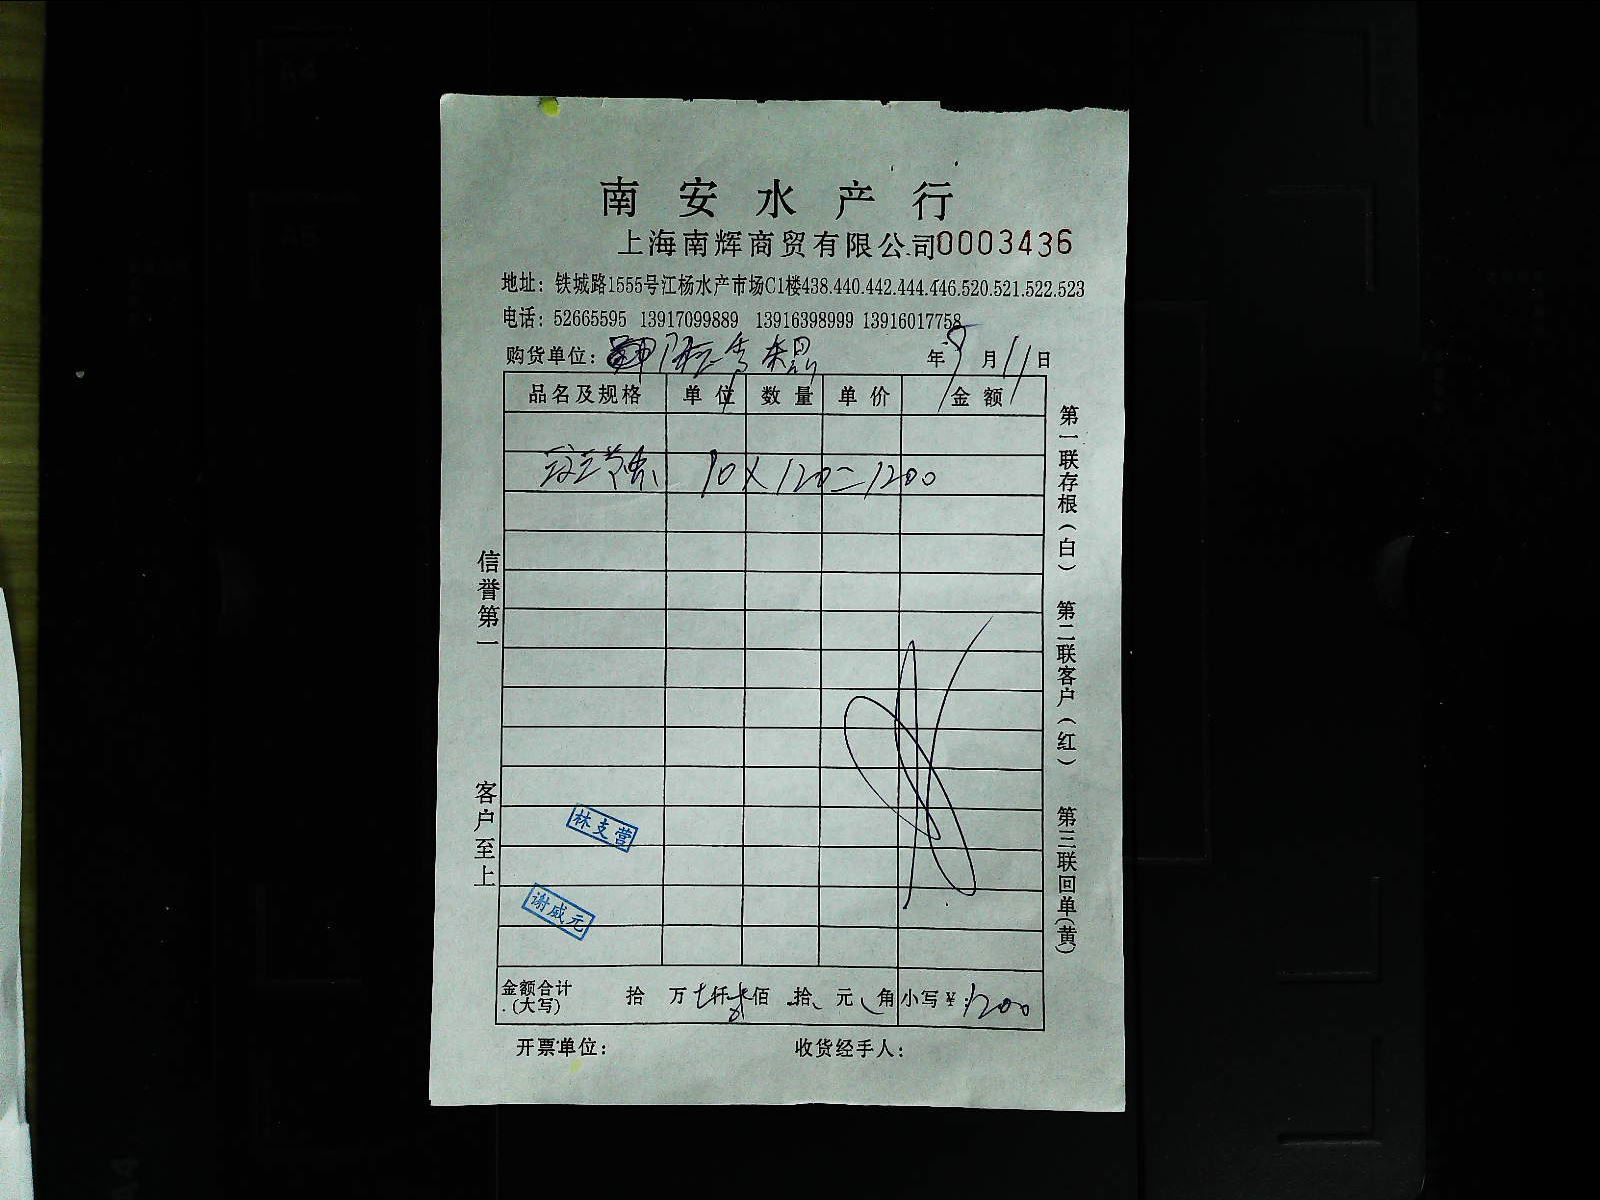 南安水产行
上海南辉商贸有限公司0003436
地址：铁城路1555号江杨水产市场C1楼438.440.442.444.446.520.521.522.523
电话：52665595 13917099889 13916398999 13916017758
购货单位： 年9月11日
品名及规格 单位 数量 单价 金额
10×120=1200
信誉第一
客户至上
第一联存根（白）
第二联客户（红）
第三联回单（黄）
林支营
谢成元
金额合计（大写） 拾 万 仟 佰 拾 元 角 小写¥:1200
开票单位： 收货经手人：